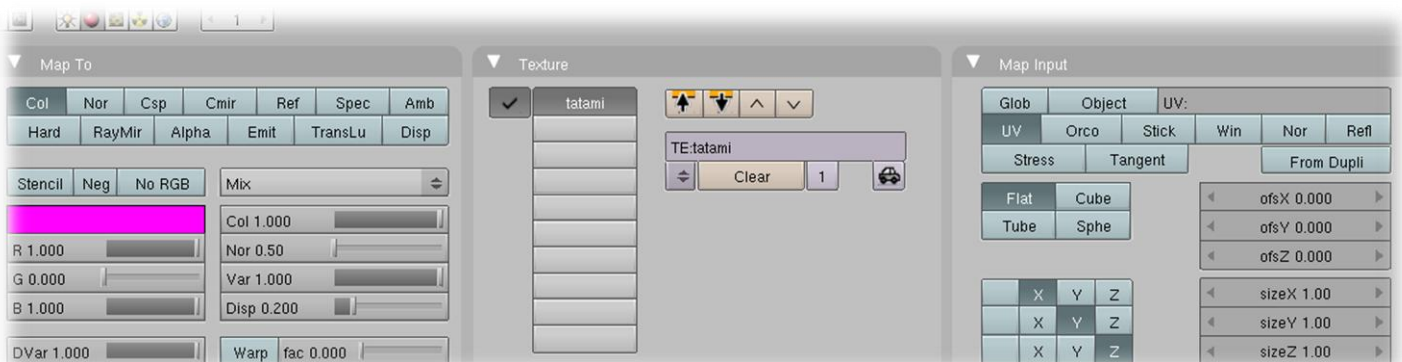 1
Map To
Col Nor Csp Cmir Ref Spec Amb
Hard RayMir Alpha Emit TransLu Disp
Stencil Neg No RGB Mix
Col 1.000
R 1.000 Nor 0.50
G 0.000 Var 1.000
B 1.000 Disp 0.200
DVar 1.000 Warp fac 0.000
Texture
tatami
TE:tatami
Clear 1
Map Input
Glob Object UV:
UV Orco Stick Win Nor Refl
Stress Tangent From Dupli
Flat Cube ofsX 0.000
Tube Sphe ofsY 0.000
ofsZ 0.000
X Y Z sizeX 1.00
X Y Z sizeY 1.00
X Y Z sizeZ 1.00